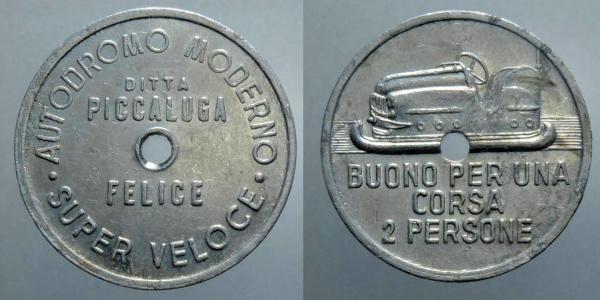 · AUTODROMO MODERNO ·
DITTA
PICCALUGA
FELICE
SUPER VELOCE
BUONO PER UNA
CORSA
2 PERSONE